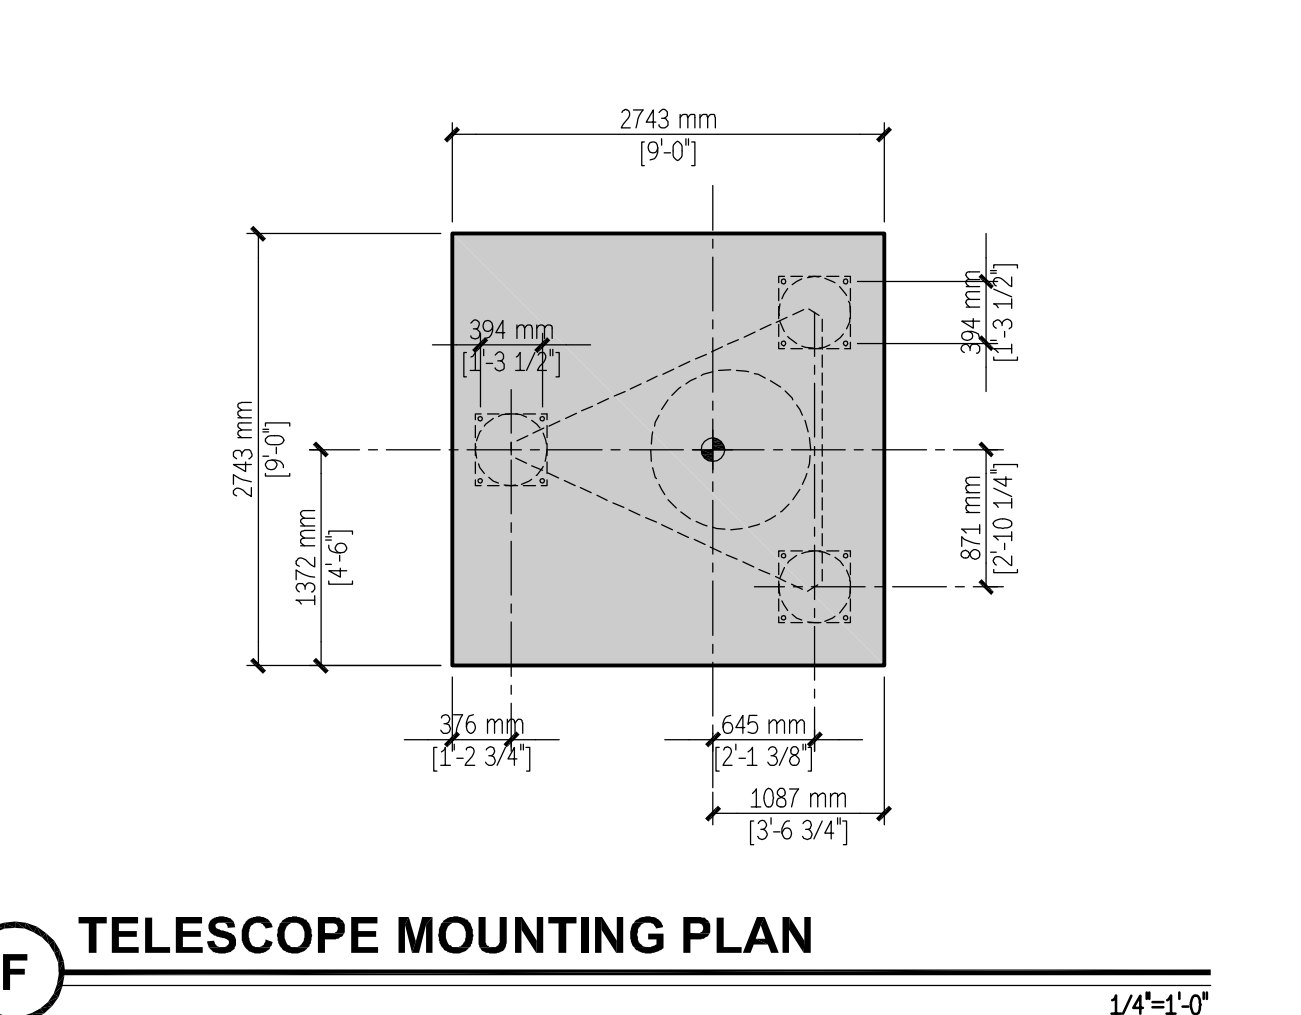 2743 mm
[9'-0"]
394 mm
[1'-3 1/2"]
394 mm
[1'-3 1/2"]
2743 mm
[9'-0"]
1372 mm
[4'-6"]
871 mm
[2'-10 1/4"]
376 mm
[1'-2 3/4"]
645 mm
[2'-1 3/8"]
1087 mm
[3'-6 3/4"]
TELESCOPE MOUNTING PLAN
F
1/4"=1'-0"